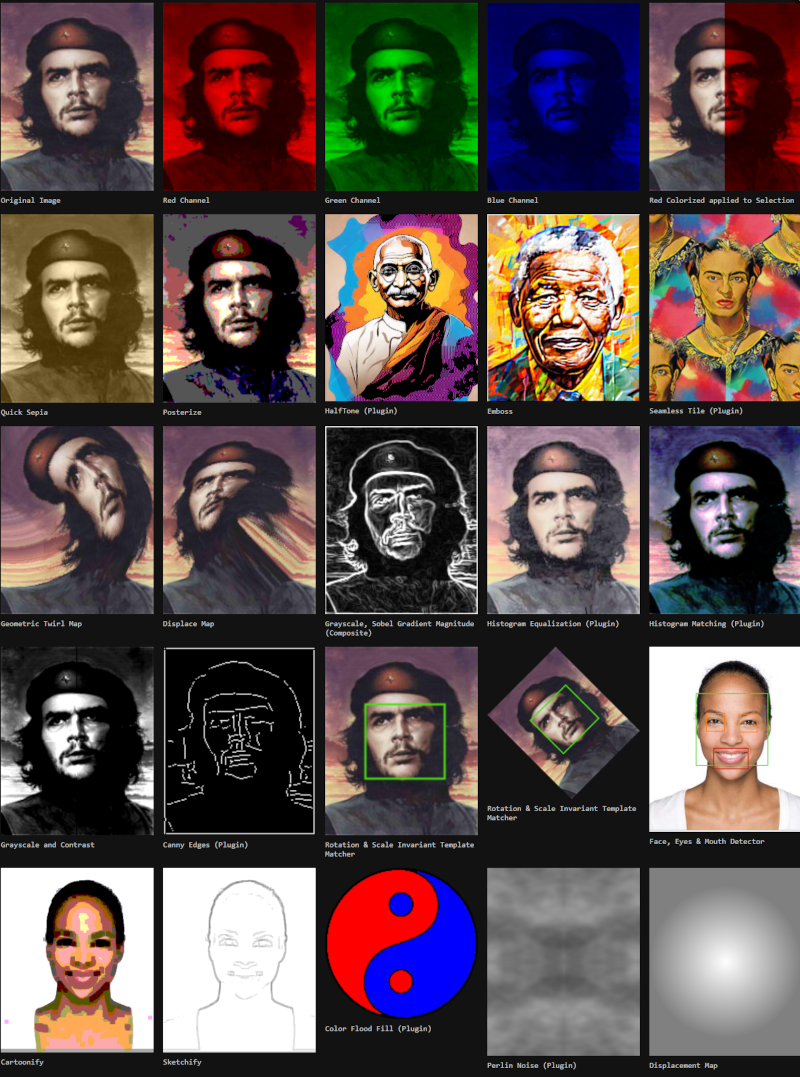 Original Image
Red Channel
Green Channel
Blue Channel
Red Colorized applied to Selection
Quick Sepia
Posterize
HalfTone (Plugin)
Emboss
Seamless Tile (Plugin)
Geometric Twirl Map
Displace Map
Grayscale, Sobel Gradient Magnitude
(Composite)
Histogram Equalization (Plugin)
Histogram Matching (Plugin)
Grayscale and Contrast
Canny Edges (Plugin)
Rotation & Scale Invariant Template
Matcher
Rotation & Scale Invariant Template
Matcher
Face, Eyes & Mouth Detector
Cartoonify
Sketchify
Color Flood Fill (Plugin)
Perlin Noise (Plugin)
Displacement Map